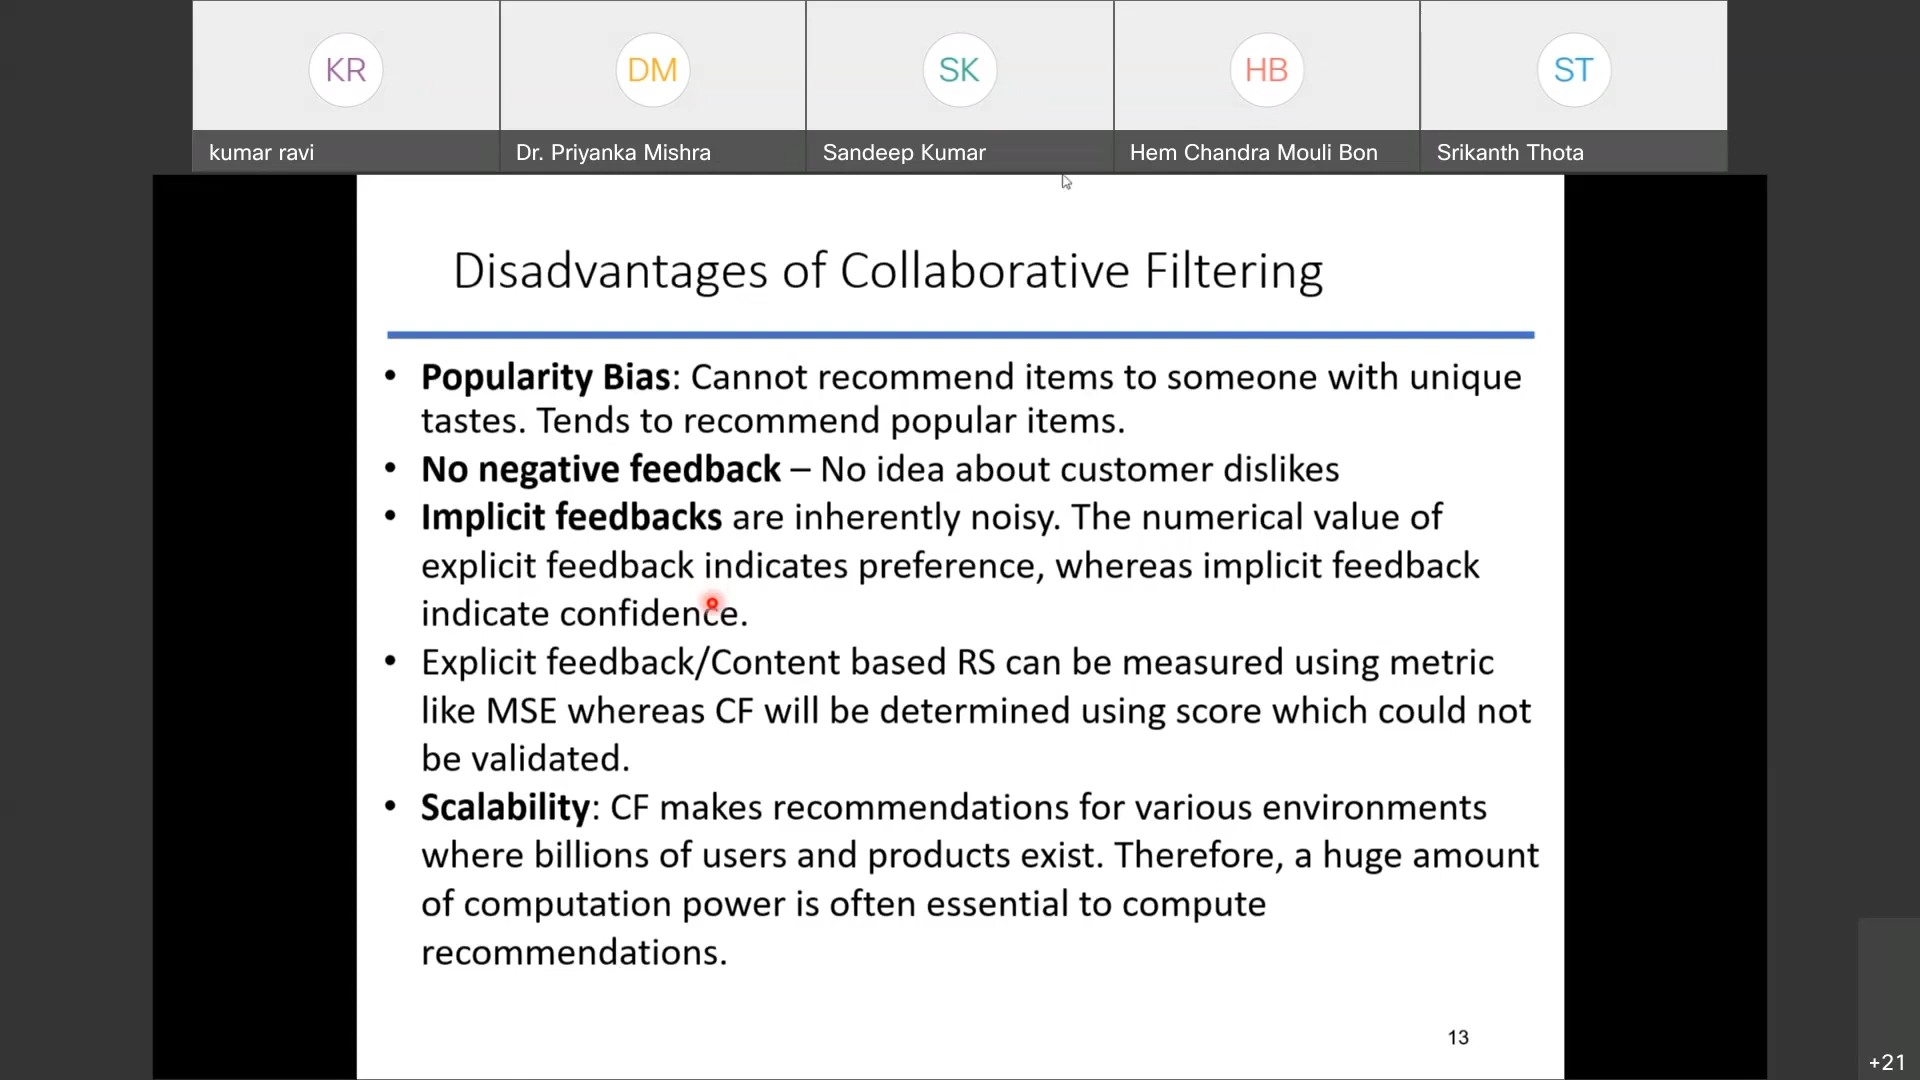 KR
DM
SK
HB
ST
kumar ravi
Dr. Priyanka Mishra
Sandeep Kumar
Hem Chandra Mouli Bon
Srikanth Thota
Disadvantages of Collaborative Filtering
• Popularity Bias: Cannot recommend items to someone with unique
tastes. Tends to recommend popular items.
• No negative feedback – No idea about customer dislikes
• Implicit feedbacks are inherently noisy. The numerical value of
explicit feedback indicates preference, whereas implicit feedback
indicate confidence.
• Explicit feedback/Content based RS can be measured using metric
like MSE whereas CF will be determined using score which could not
be validated.
• Scalability: CF makes recommendations for various environments
where billions of users and products exist. Therefore, a huge amount
of computation power is often essential to compute
recommendations.
13
+21